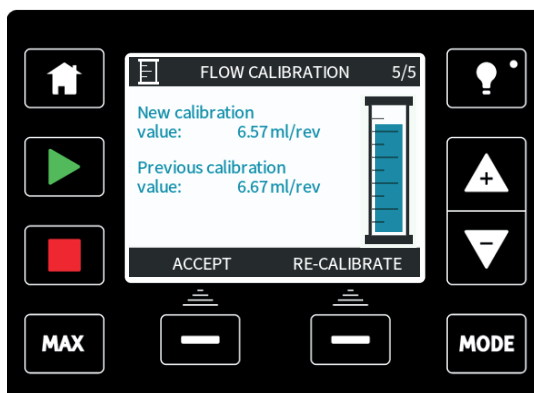 FLOW CALIBRATION 5/5
New calibration
value: 6.57 ml/rev
Previous calibration
value: 6.67 ml/rev
ACCEPT RE-CALIBRATE
MAX
MODE